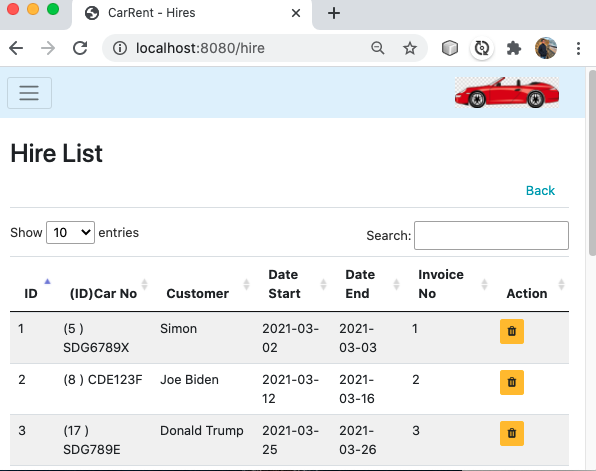 CarRent - Hires
localhost:8080/hire
Hire List
Back
Show 10 entries
Search:
ID (ID)Car No Customer Date Start Date End Invoice No Action
1 (5 ) SDG6789X Simon 2021-03-02 2021-03-03 1
2 (8 ) CDE123F Joe Biden 2021-03-12 2021-03-16 2
3 (17 ) SDG789E Donald Trump 2021-03-25 2021-03-26 3